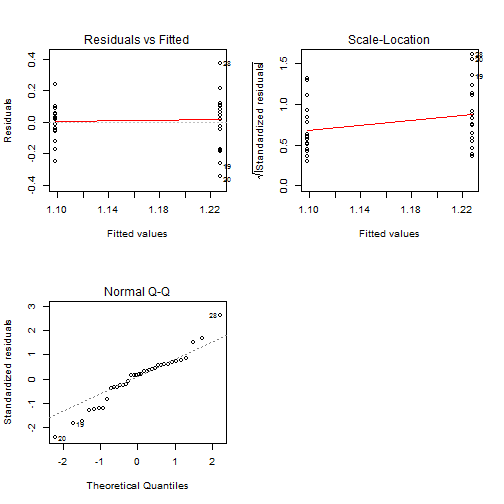 Residuals vs Fitted
Residuals
0.4
0.2
0.0
-0.2
-0.4
28
19
20
1.10 1.14 1.18 1.22
Fitted values
Scale-Location
√|Standardized residuals|
1.5
1.0
0.5
0.0
28
20
19
1.10 1.14 1.18 1.22
Fitted values
Normal Q-Q
Standardized residuals
3
2
1
0
-1
-2
28
19
20
-2 -1 0 1 2
Theoretical Quantiles